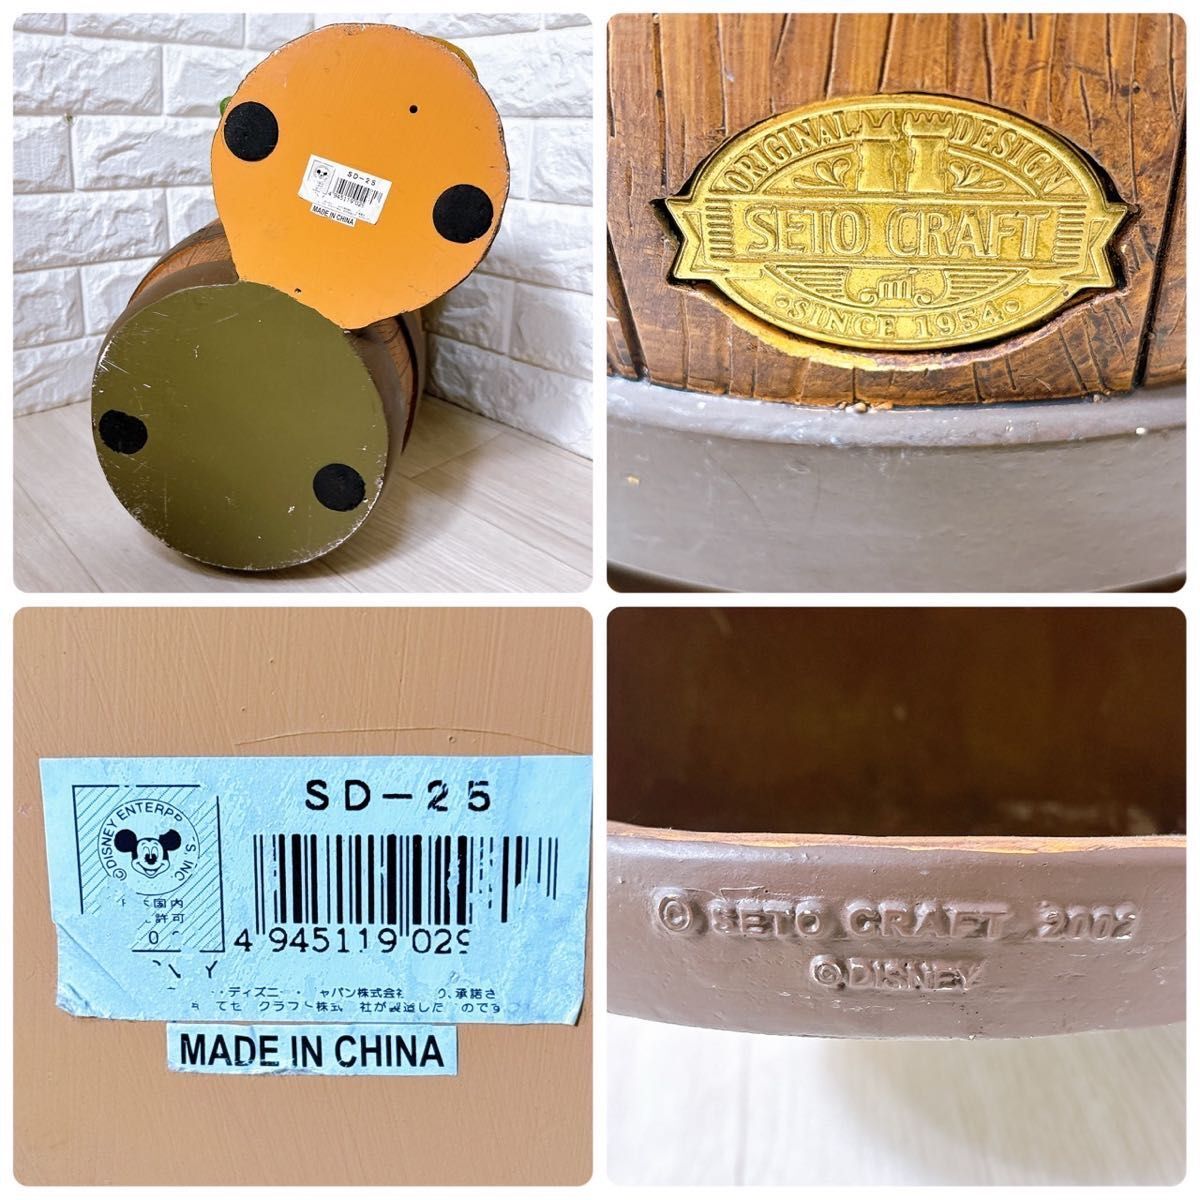 SD-25
MADE IN CHINA
ORIGINAL DESIGN
SETO CRAFT
SINCE 1954
SD-25
©DISNEY ENTERPR S, INC
国内
許可
4 945119 029
ディズニー ャパン株式会 、承諾さ
てセ クラフト株式 社が製造した のです
MADE IN CHINA
© SETO CRAFT 2002
©DISNEY